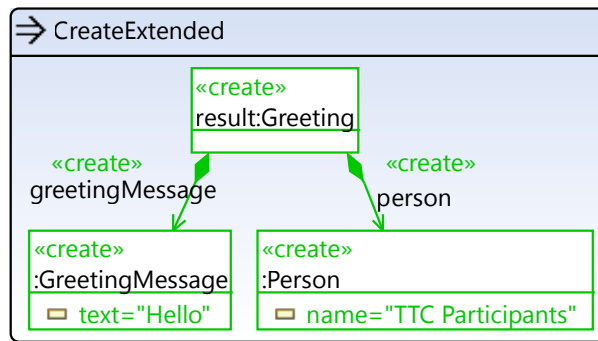 CreateExtended
«create»
result:Greeting
«create»
greetingMessage
«create»
person
«create»
:GreetingMessage
text="Hello"
«create»
:Person
name="TTC Participants"